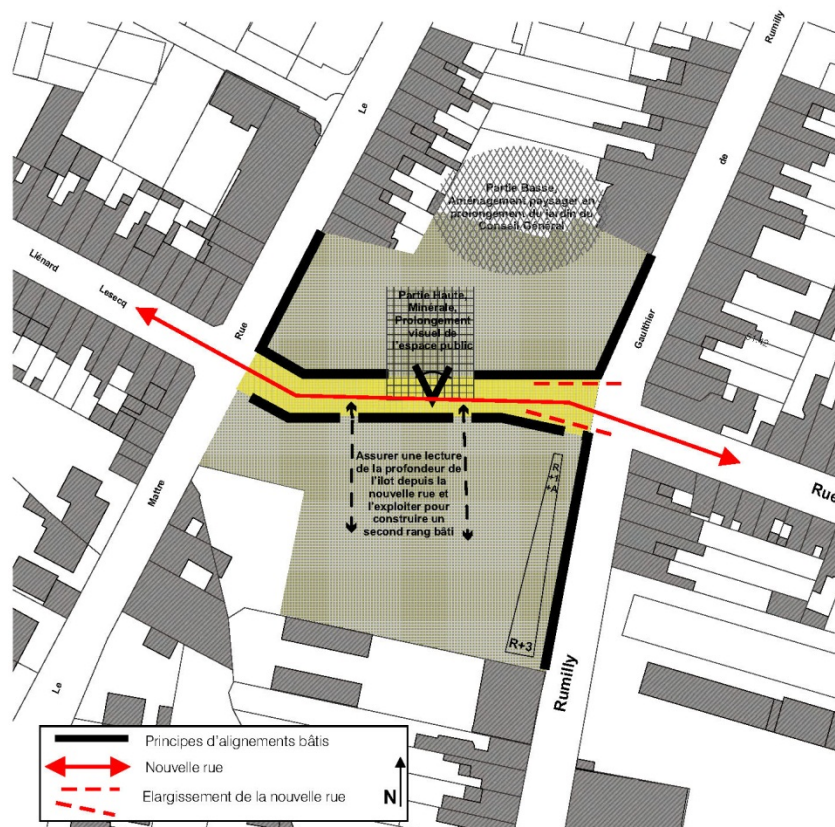 Rumilly
Le
de
Partie Basse,
Aménagement paysager en
prolongement du jardin du
Conseil Général
Liénard
Lesecq
Rue
Partie Haute,
Minérale,
Prolongement
visuel de
l'espace public
Gaulthier
Assurer une lecture
de la profondeur de
l'ilot depuis la
nouvelle rue et
l'exploiter pour
construire un
second rang bâti
R
+1
+A
Rue
Maître
R+3
Rumilly
Le
Principes d'alignements bâtis
Nouvelle rue
Elargissement de la nouvelle rue
N